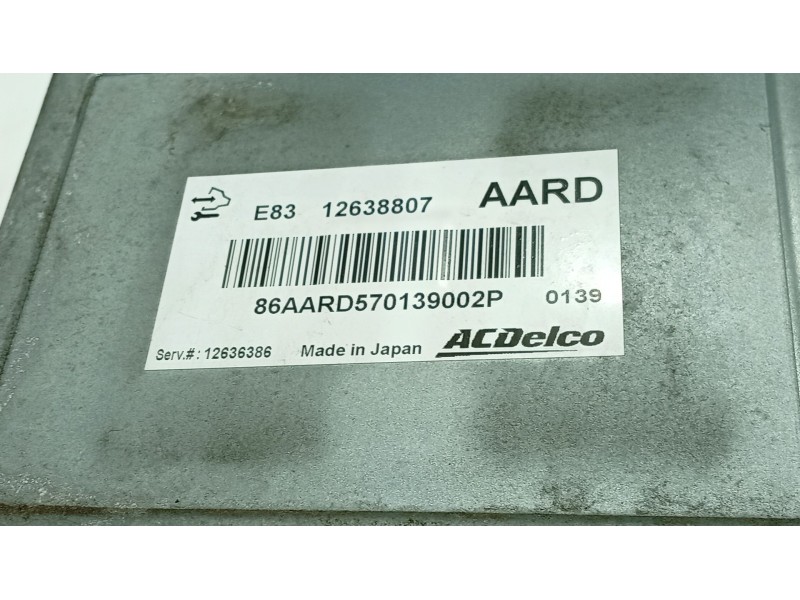 E83 12638807 AARD
86AARD570139002P 0139
Serv.#: 12636386 Made in Japan ACDelco